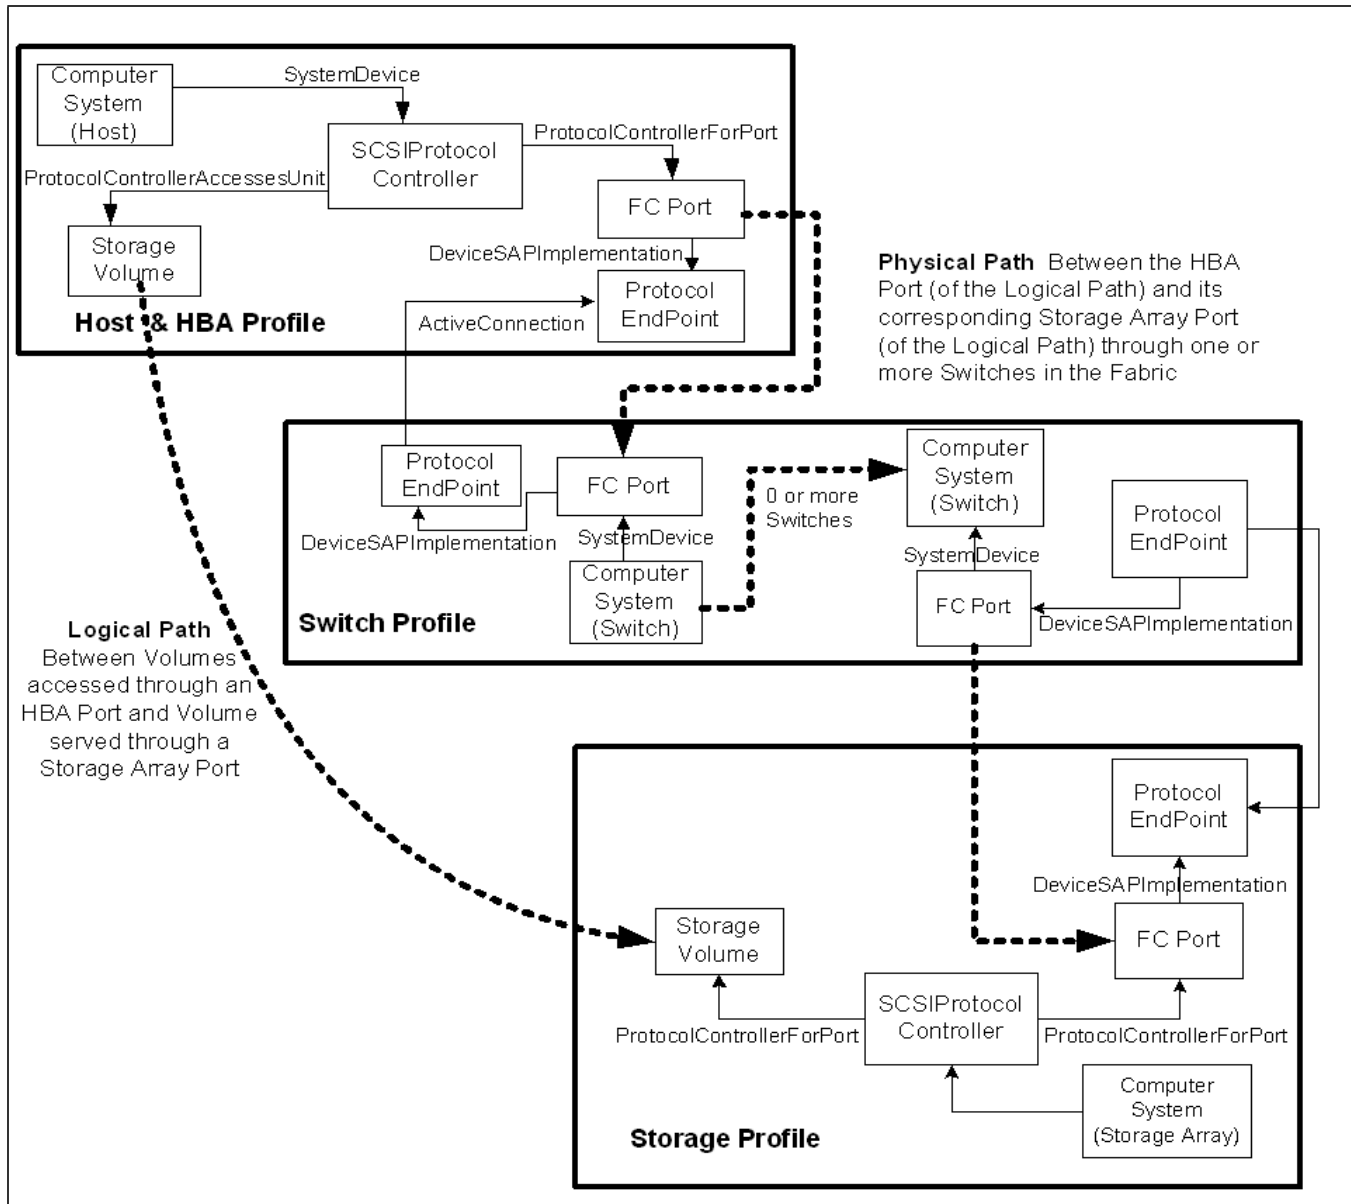 Computer
System
(Host)
SystemDevice
SCSIProtocol
Controller
ProtocolControllerForPort
ProtocolControllerAccessesUnit
FC Port
Storage
Volume
DeviceSAPImplementation
Protocol
EndPoint
ActiveConnection
Host & HBA Profile
Physical Path Between the HBA
Port (of the Logical Path) and its
corresponding Storage Array Port
(of the Logical Path) through one or
more Switches in the Fabric
Protocol
EndPoint
FC Port
DeviceSAPImplementation
SystemDevice
Computer
System
(Switch)
0 or more
Switches
Computer
System
(Switch)
SystemDevice
FC Port
Protocol
EndPoint
DeviceSAPImplementation
Switch Profile
Logical Path
Between Volumes
accessed through an
HBA Port and Volume
served through a
Storage Array Port
Protocol
EndPoint
DeviceSAPImplementation
FC Port
Storage
Volume
SCSIProtocol
Controller
ProtocolControllerForPort
ProtocolControllerForPort
Computer
System
(Storage Array)
Storage Profile